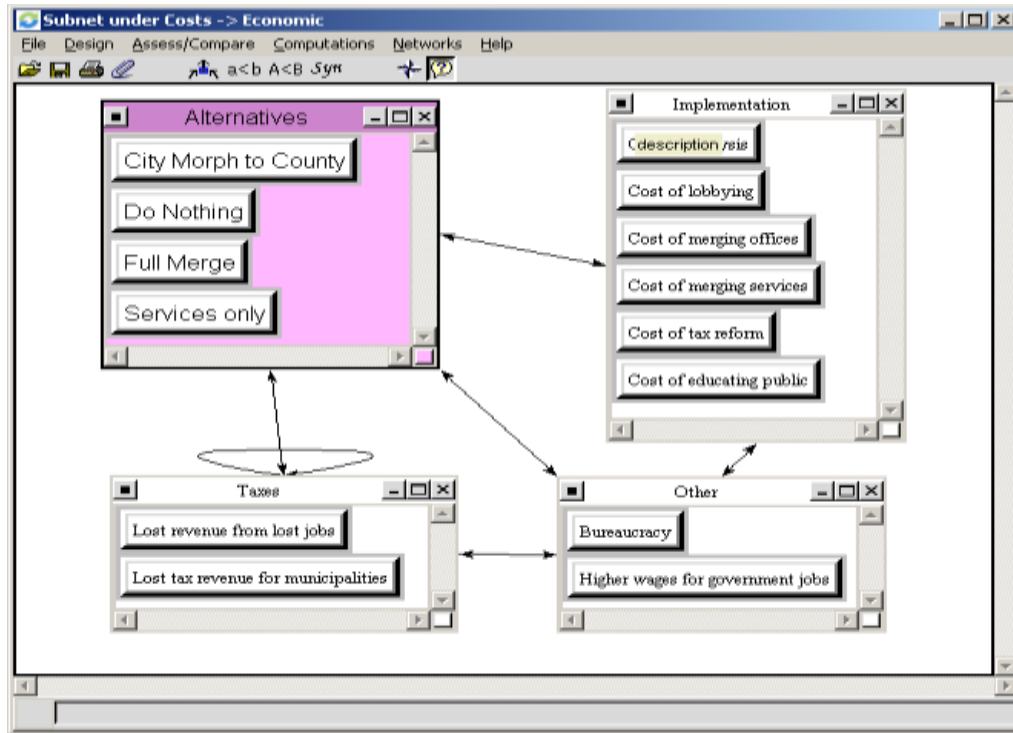 Subnet under Costs -> Economic
File Design Assess/Compare Computations Networks Help
a<b A<B Syn
Alternatives
City Morph to County
Do Nothing
Full Merge
Services only
Implementation
description
Cost of lobbying
Cost of merging offices
Cost of merging services
Cost of tax reform
Cost of educating public
Taxes
Lost revenue from lost jobs
Lost tax revenue for municipalities
Other
Bureaucracy
Higher wages for government jobs